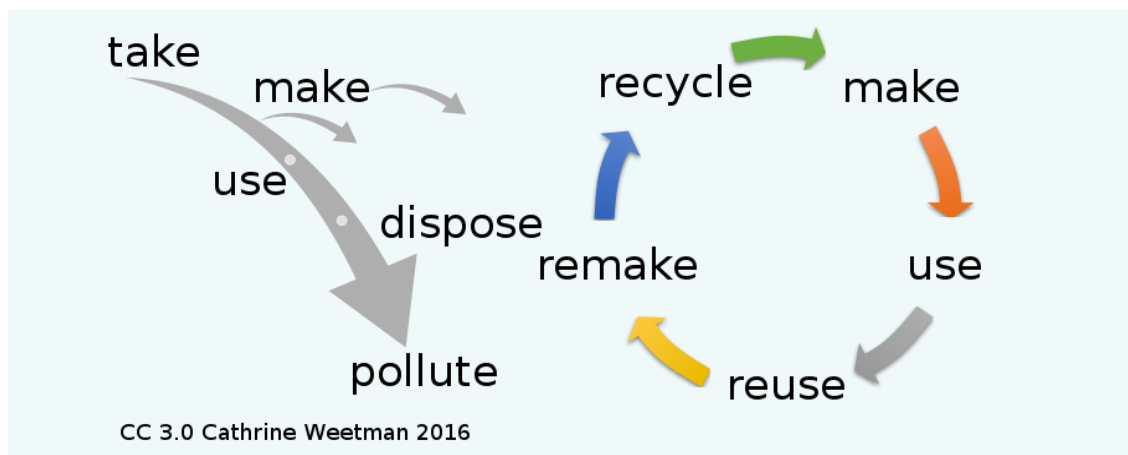 take
make
use
dispose
pollute
recycle
make
use
reuse
remake
CC 3.0 Cathrine Weetman 2016